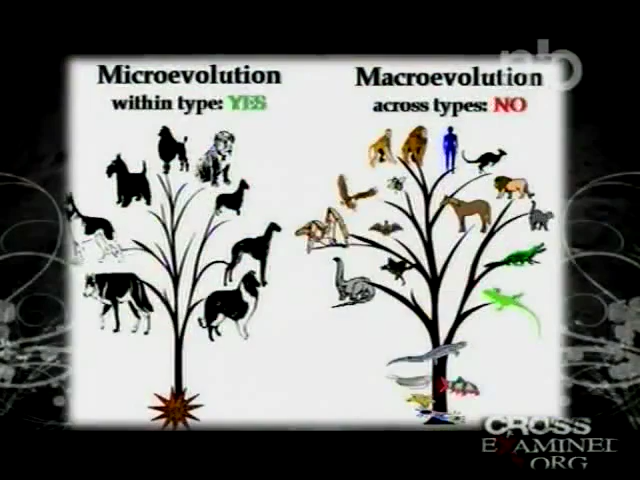 Microevolution
within type: YES
Macroevolution
across types: NO
CROSS
EXAMINED
.ORG